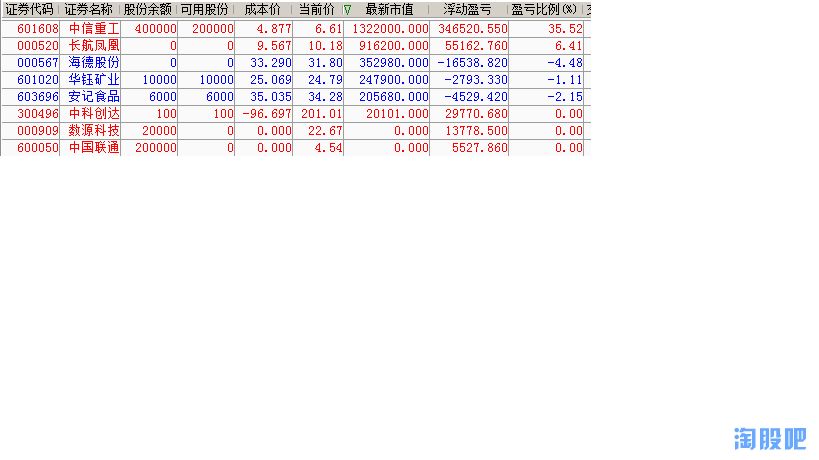 证券代码 证券名称 股份余额 可用股份 成本价 当前价 最新市值 浮动盈亏 盈亏比例(%)
601608 中信重工 400000 200000 4.877 6.61 1322000.000 346520.550 35.52
000520 长航凤凰 0 0 9.567 10.18 916200.000 55162.760 6.41
000567 海德股份 0 0 33.290 31.80 352980.000 -16538.820 -4.48
601020 华钰矿业 10000 10000 25.069 24.79 247900.000 -2793.330 -1.11
603696 安记食品 6000 6000 35.035 34.28 205680.000 -4529.420 -2.15
300496 中科创达 100 100 -96.697 201.01 20101.000 29770.680 0.00
000909 数源科技 20000 0 0.000 22.67 0.000 13778.500 0.00
600050 中国联通 200000 0 0.000 4.54 0.000 5527.860 0.00
淘股吧